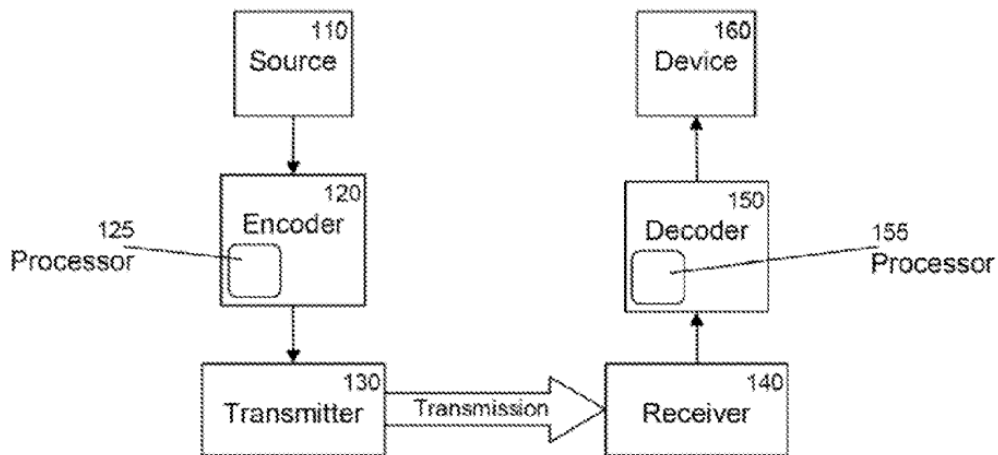 110
Source
160
Device
120
Encoder
125
Processor
150
Decoder
155
Processor
130
Transmitter
Transmission
140
Receiver